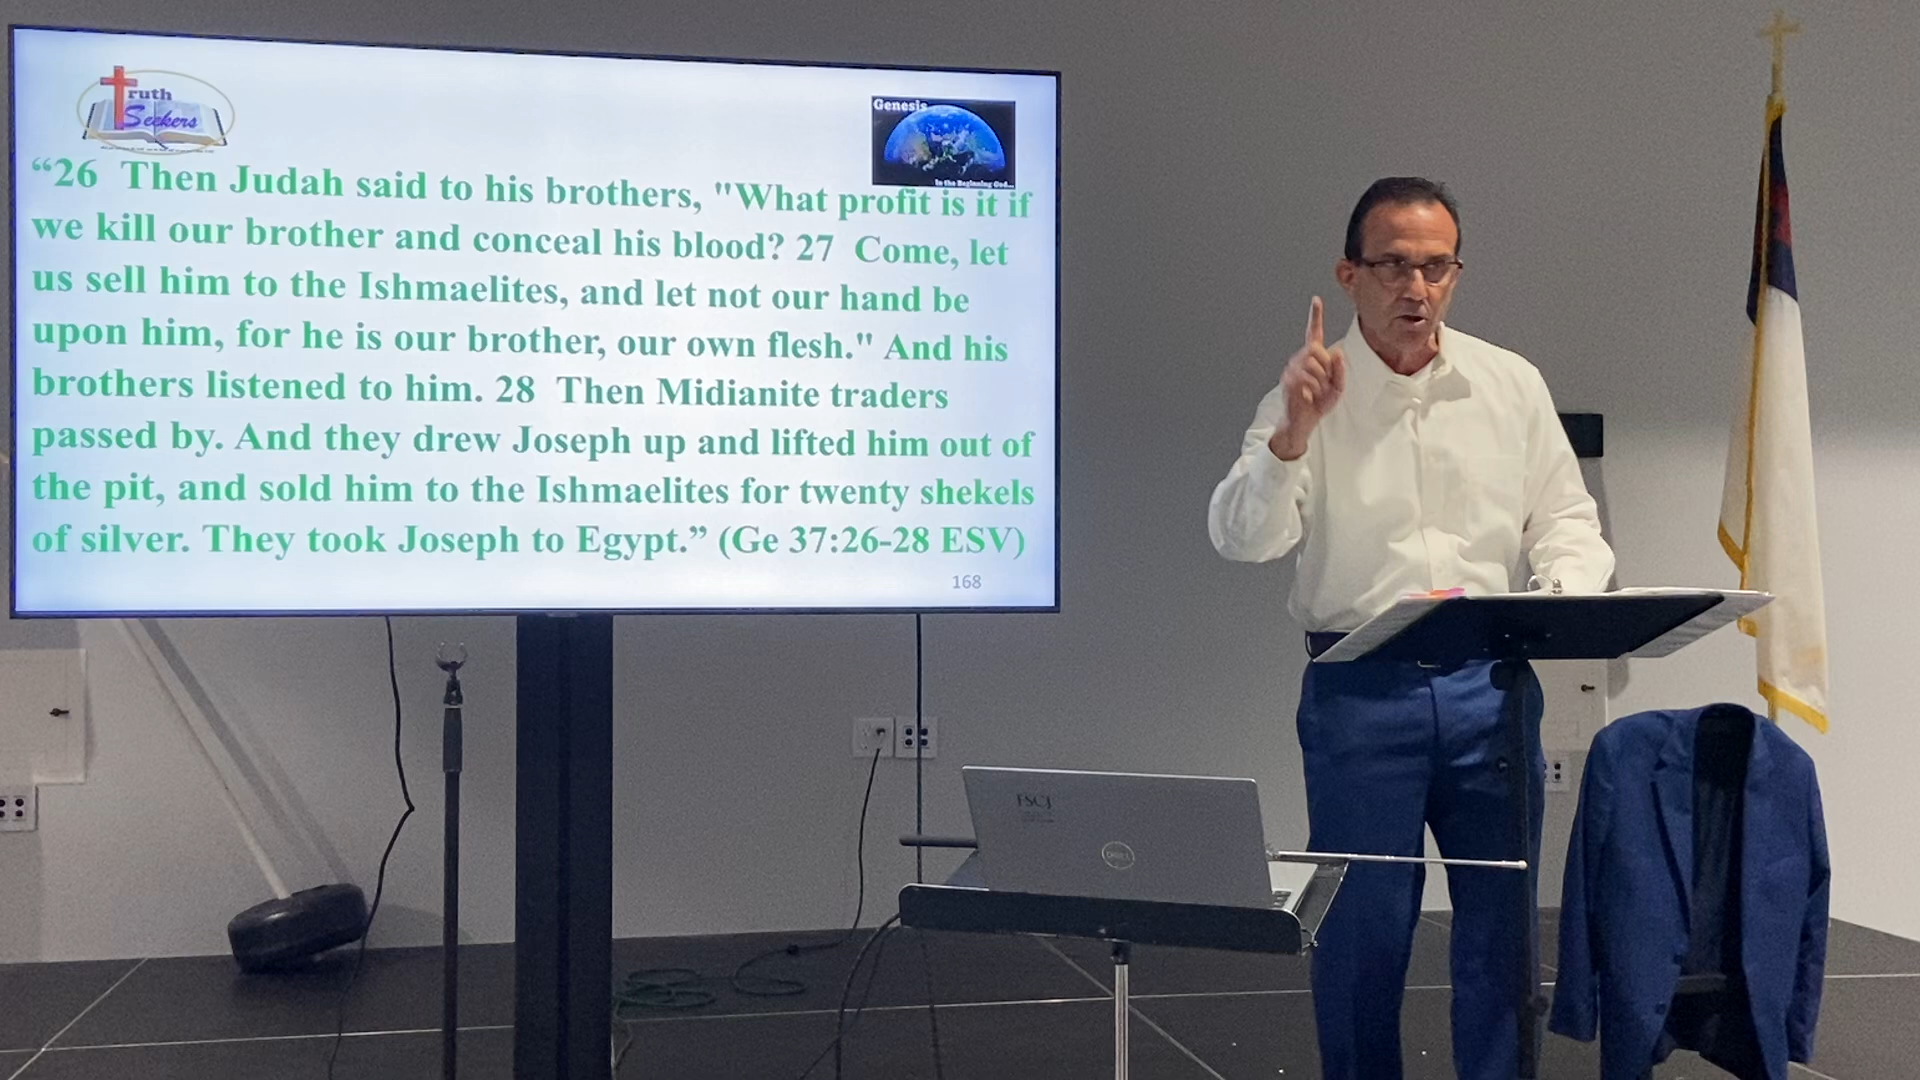 Truth
Seekers
Genesis
In the Beginning God...
“26 Then Judah said to his brothers, "What profit is it if
we kill our brother and conceal his blood? 27 Come, let
us sell him to the Ishmaelites, and let not our hand be
upon him, for he is our brother, our own flesh." And his
brothers listened to him. 28 Then Midianite traders
passed by. And they drew Joseph up and lifted him out of
the pit, and sold him to the Ishmaelites for twenty shekels
of silver. They took Joseph to Egypt.” (Ge 37:26-28 ESV)
168
FSCJ
DELL